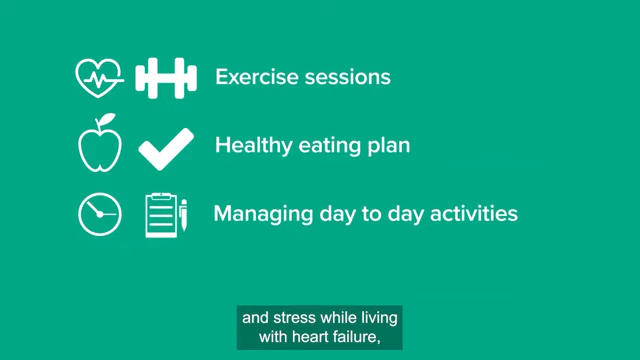 Exercise sessions
Healthy eating plan
Managing day to day activities
and stress while living
with heart failure,